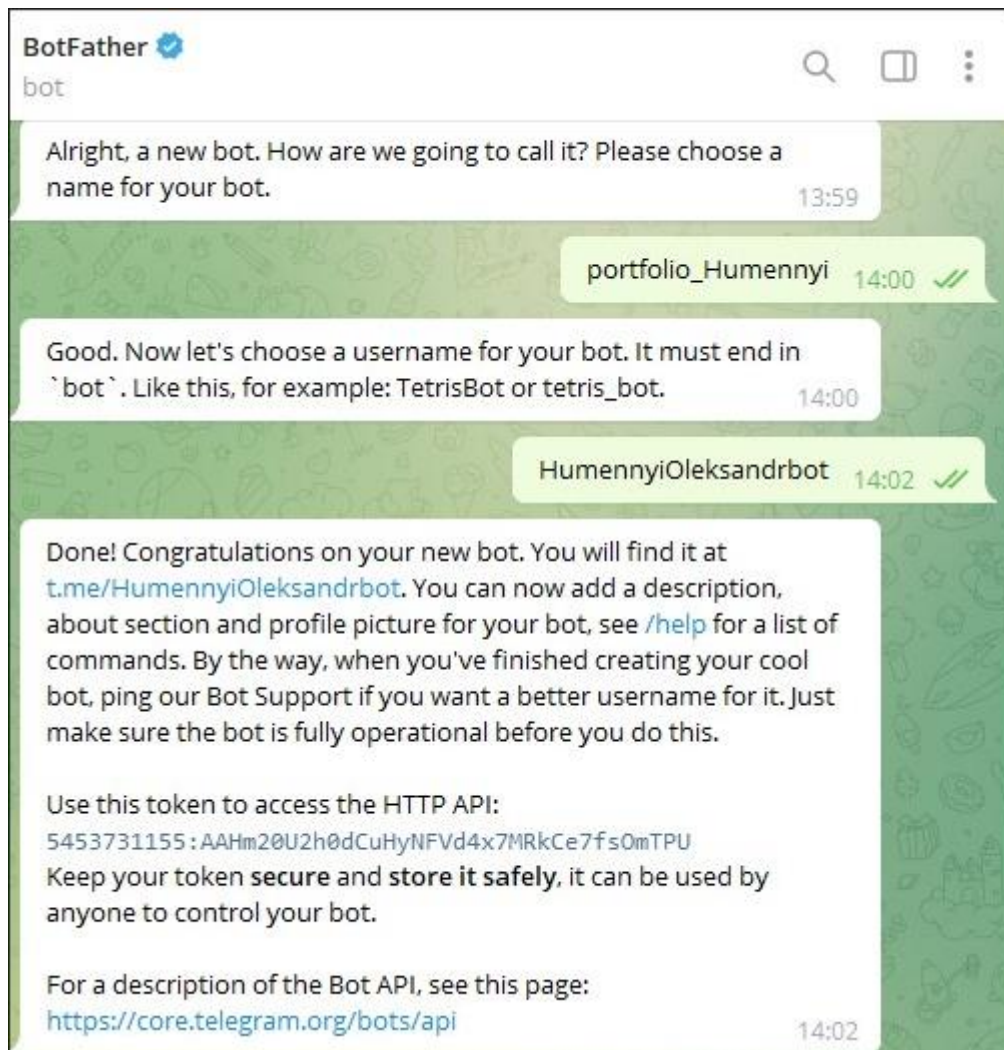 BotFather
bot
Alright, a new bot. How are we going to call it? Please choose a
name for your bot.
13:59
portfolio_Humennyi
14:00
Good. Now let's choose a username for your bot. It must end in
`bot`. Like this, for example: TetrisBot or tetris_bot.
14:00
HumennyiOleksandrbot
14:02
Done! Congratulations on your new bot. You will find it at
t.me/HumennyiOleksandrbot. You can now add a description,
about section and profile picture for your bot, see /help for a list of
commands. By the way, when you've finished creating your cool
bot, ping our Bot Support if you want a better username for it. Just
make sure the bot is fully operational before you do this.
Use this token to access the HTTP API:
5453731155:AAHm20U2h0dCuHyNFVd4x7MRkCe7fsOmTPU
Keep your token secure and store it safely, it can be used by
anyone to control your bot.
For a description of the Bot API, see this page:
https://core.telegram.org/bots/api
14:02